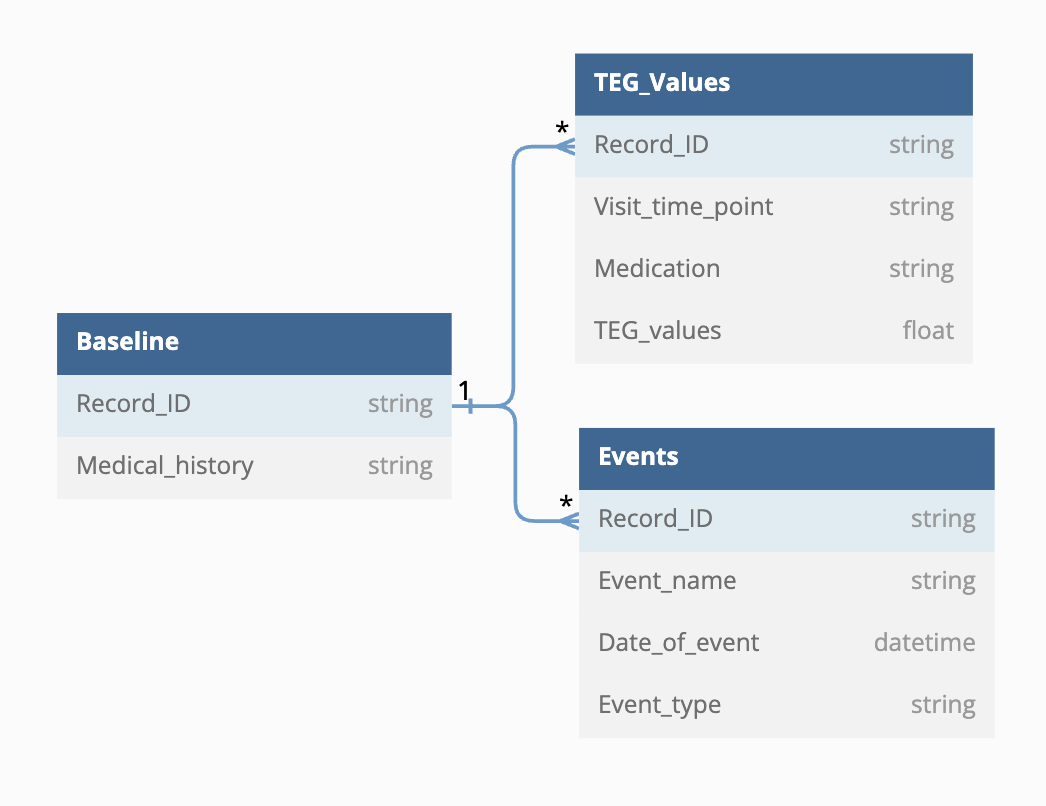 TEG_Values
*
Record_ID string
Visit_time_point string
Medication string
TEG_values float
Baseline
1
Record_ID string
Medical_history string
Events
*
Record_ID string
Event_name string
Date_of_event datetime
Event_type string